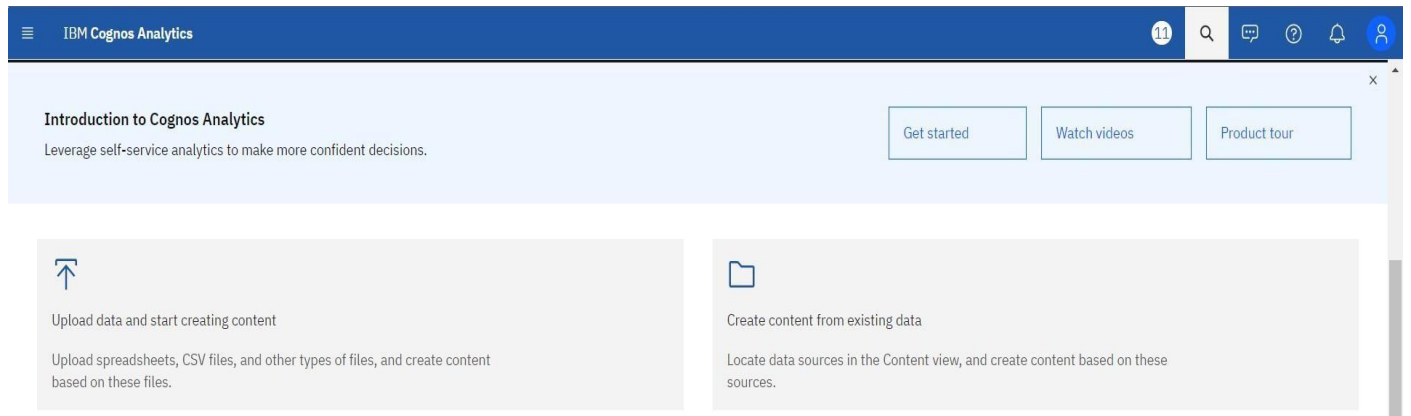 IBM Cognos Analytics
11
Introduction to Cognos Analytics
Leverage self-service analytics to make more confident decisions.
Get started
Watch videos
Product tour
X
Upload data and start creating content
Upload spreadsheets, CSV files, and other types of files, and create content
based on these files.
Create content from existing data
Locate data sources in the Content view, and create content based on these
sources.